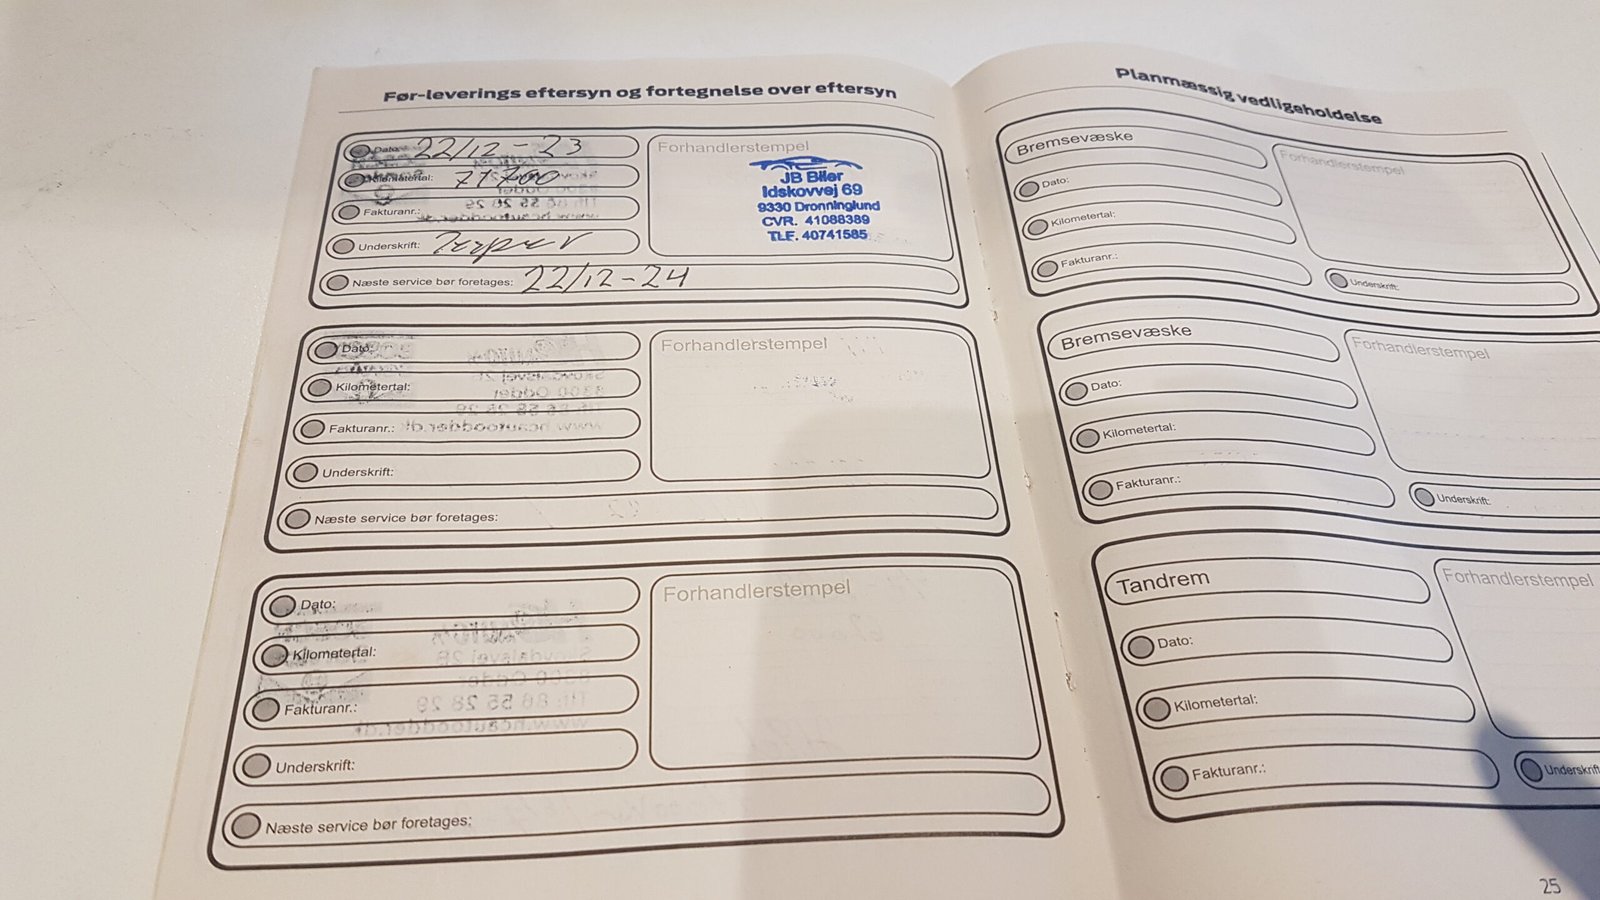 Før-leverings eftersyn og fortegnelse over eftersyn
Dato: 22/12-23
Kilometertal: 71700
Fakturanr.:
Underskrift:
Næste service bør foretages: 22/12-24
Forhandlerstempel
JB Biler
Idskovvej 69
9330 Dronninglund
CVR. 41088389
TLF. 40741585
Dato:
Kilometertal:
Fakturanr.:
Underskrift:
Næste service bør foretages:
Forhandlerstempel
Dato:
Kilometertal:
Fakturanr.:
Underskrift:
Næste service bør foretages:
Forhandlerstempel
Planmæssig vedligeholdelse
Bremsevæske
Dato:
Kilometertal:
Fakturanr.:
Forhandlerstempel
Underskrift:
Bremsevæske
Dato:
Kilometertal:
Fakturanr.:
Forhandlerstempel
Underskrift:
Tandrem
Dato:
Kilometertal:
Fakturanr.:
Forhandlerstempel
Underskrift
25